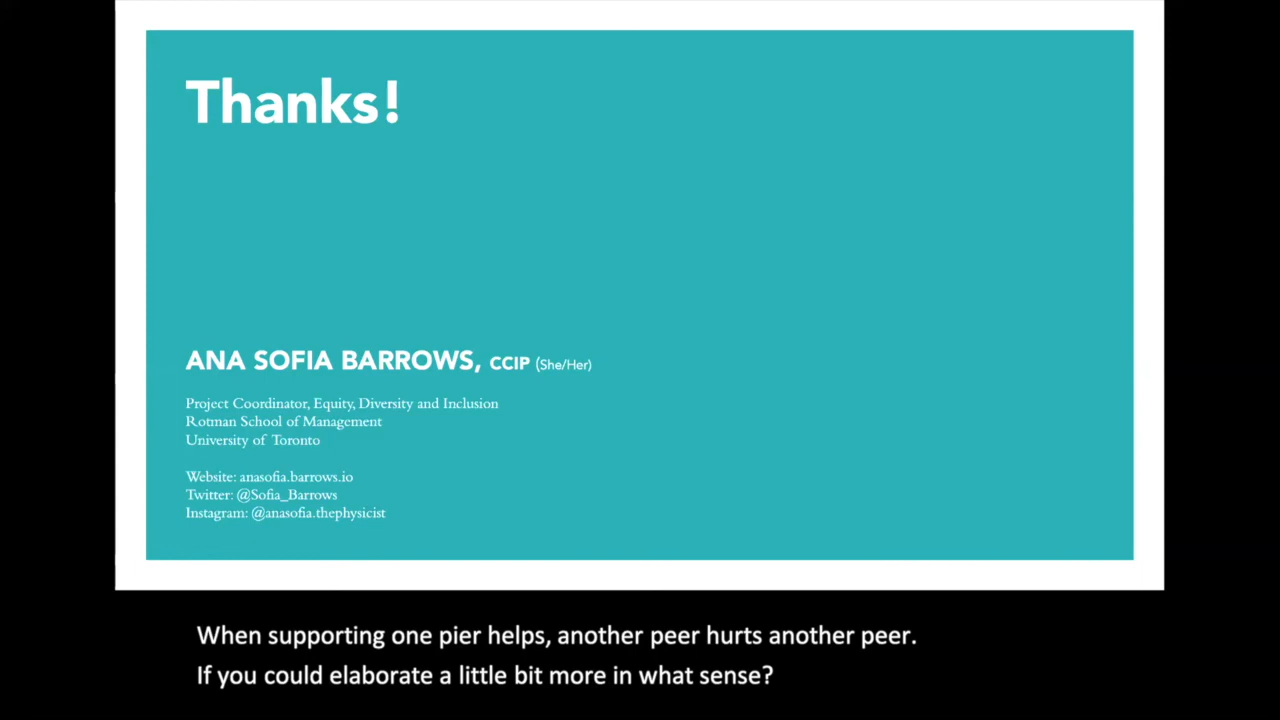 Thanks!
ANA SOFIA BARROWS, CCIP (She/Her)
Project Coordinator, Equity, Diversity and Inclusion
Rotman School of Management
University of Toronto
Website: anasofia.barrows.io
Twitter: @Sofia_Barrows
Instagram: @anasofia.thephysicist
When supporting one pier helps, another peer hurts another peer.
If you could elaborate a little bit more in what sense?